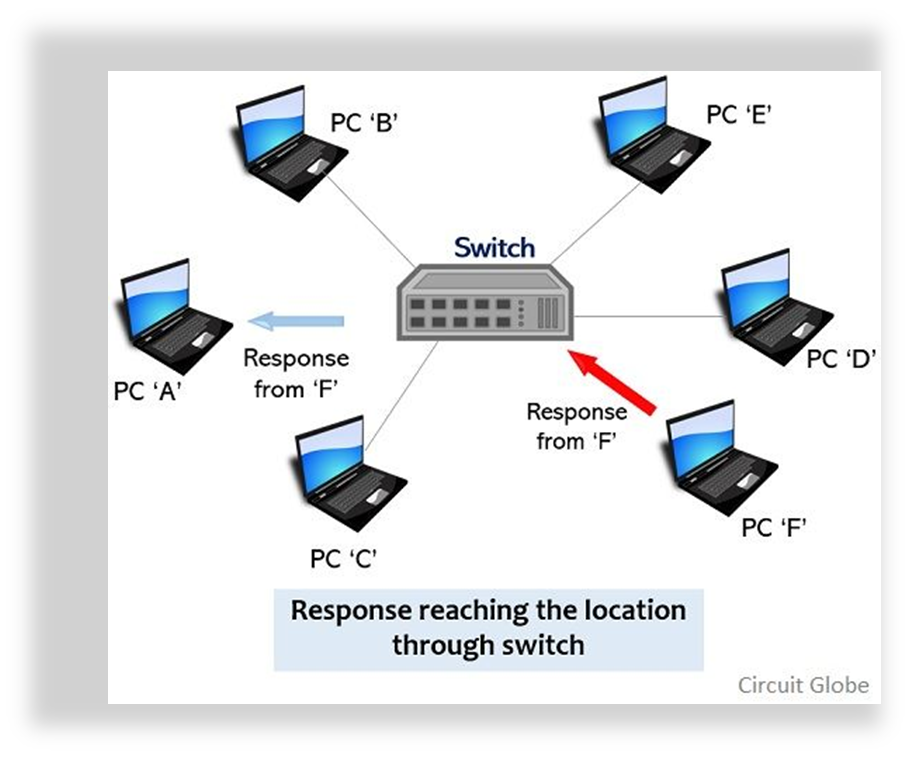 PC ‘B’
PC ‘E’
Switch
Response
from ‘F’
PC ‘A’
PC ‘D’
Response
from ‘F’
PC ‘C’
PC ‘F’
Response reaching the location
through switch
Circuit Globe